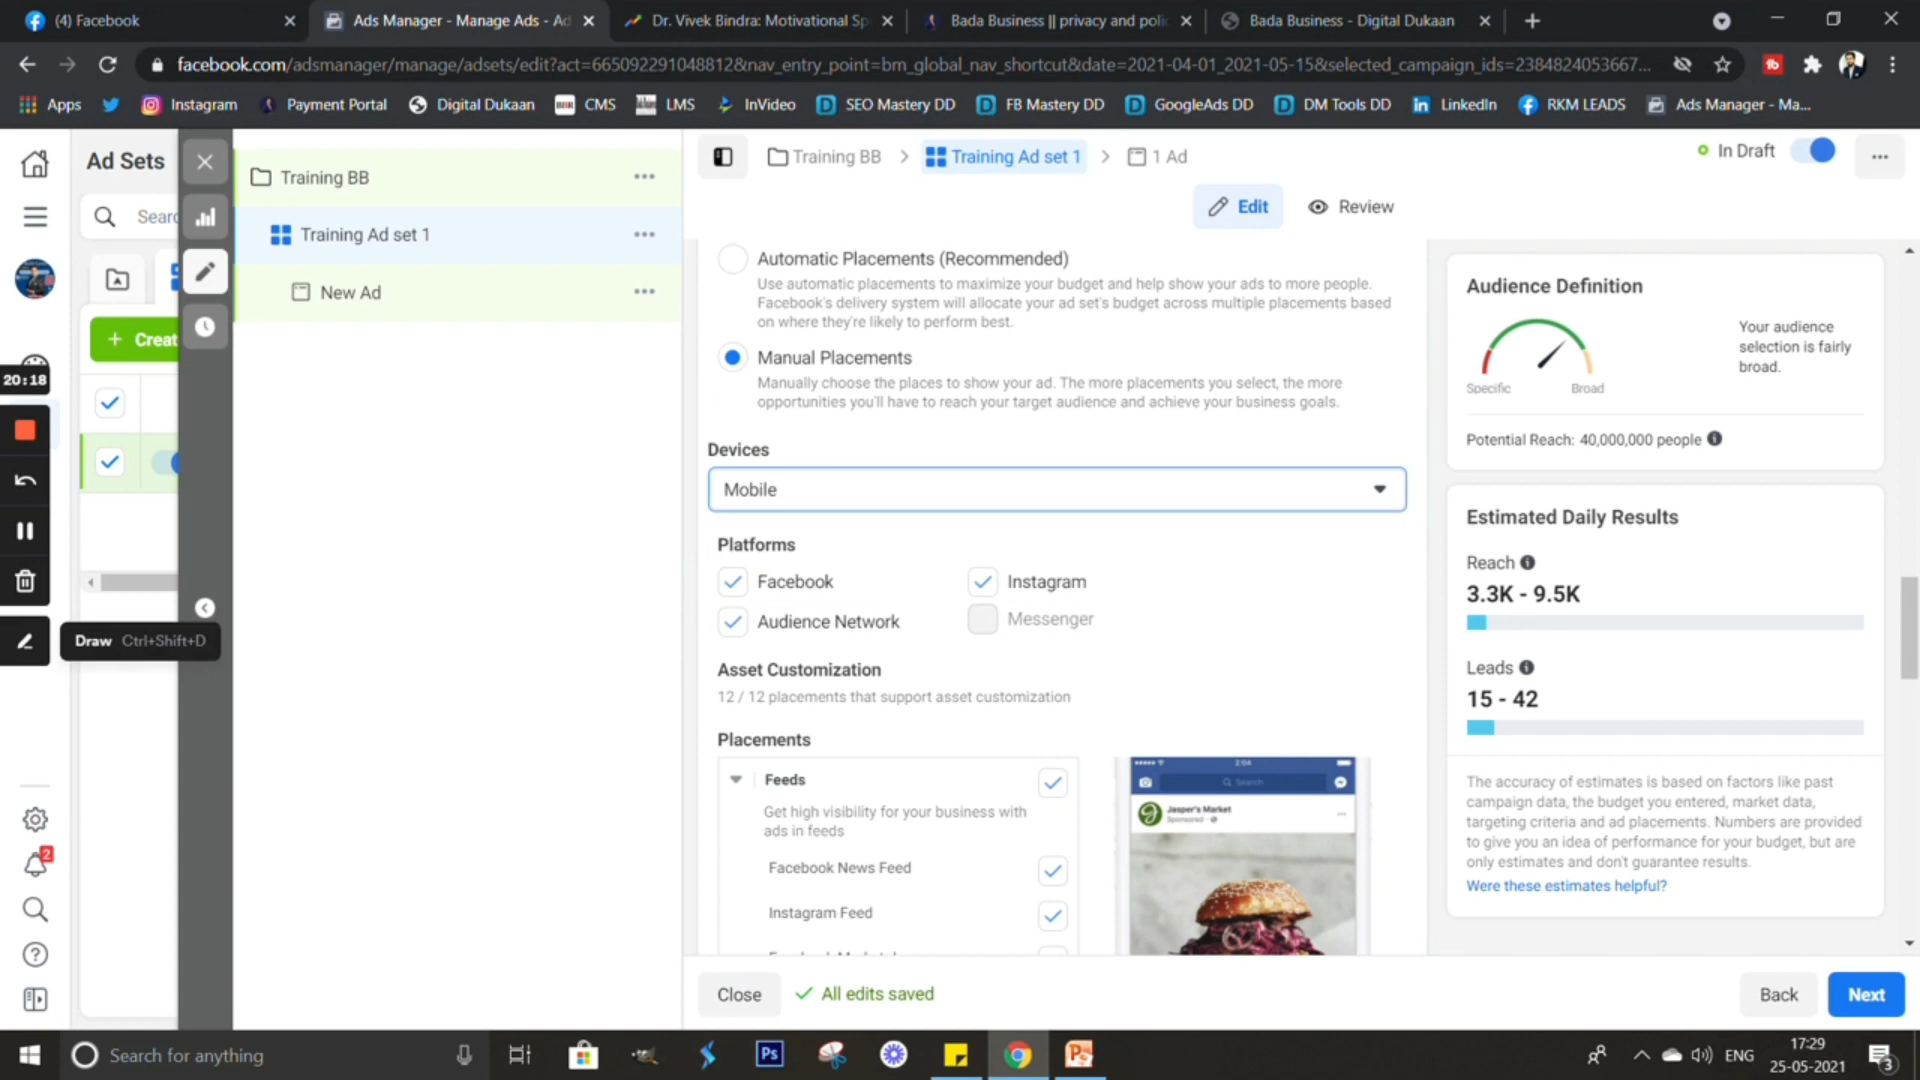 (4) Facebook
Ads Manager - Manage Ads - Ad
Dr. Vivek Bindra: Motivational Sp
Bada Business || privacy and poli
Bada Business - Digital Dukaan
facebook.com/adsmanager/manage/adsets/edit?act=665092291048812&nav_entry_point=bm_global_nav_shortcut&date=2021-04-01_2021-05-15&selected_campaign_ids=2384824053667...
Apps
Instagram
Payment Portal
Digital Dukaan
CMS
LMS
InVideo
SEO Mastery DD
FB Mastery DD
GoogleAds DD
DM Tools DD
LinkedIn
RKM LEADS
Ads Manager - Ma...
Ad Sets
Searc
+ Creat
20:18
Draw Ctrl+Shift+D
2
Training BB
Training Ad set 1
New Ad
Training BB > Training Ad set 1 > 1 Ad
In Draft
Edit
Review
Automatic Placements (Recommended)
Use automatic placements to maximize your budget and help show your ads to more people.
Facebook's delivery system will allocate your ad set's budget across multiple placements based
on where they're likely to perform best.
Manual Placements
Manually choose the places to show your ad. The more placements you select, the more
opportunities you'll have to reach your target audience and achieve your business goals.
Devices
Mobile
Platforms
Facebook
Instagram
Audience Network
Messenger
Asset Customization
12 / 12 placements that support asset customization
Placements
Feeds
Get high visibility for your business with
ads in feeds
Facebook News Feed
Instagram Feed
2:04
Search
Jasper's Market
Sponsored
Close
All edits saved
Back
Next
Audience Definition
Specific
Broad
Your audience
selection is fairly
broad.
Potential Reach: 40,000,000 people
Estimated Daily Results
Reach
3.3K - 9.5K
Leads
15 - 42
The accuracy of estimates is based on factors like past
campaign data, the budget you entered, market data,
targeting criteria and ad placements. Numbers are provided
to give you an idea of performance for your budget, but are
only estimates and don't guarantee results.
Were these estimates helpful?
Search for anything
Ps
ENG
17:29
25-05-2021
3